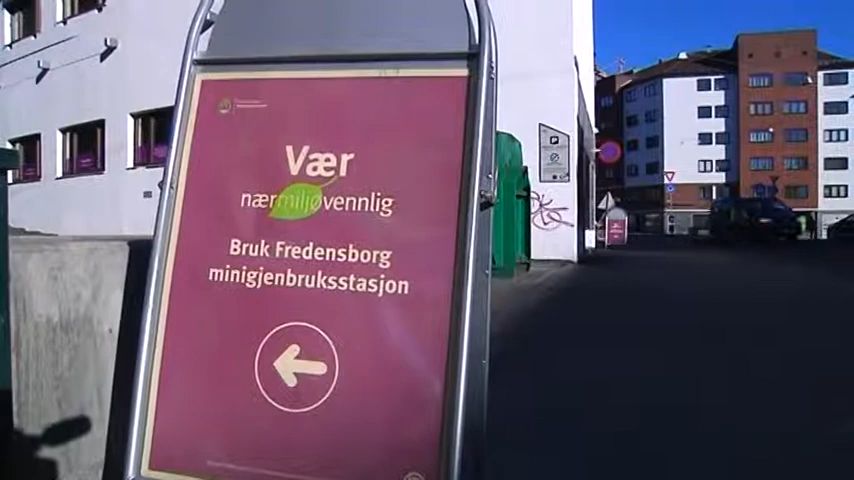 Vær
nærmiljøvennlig
Bruk Fredensborg
minigjenbruksstasjon